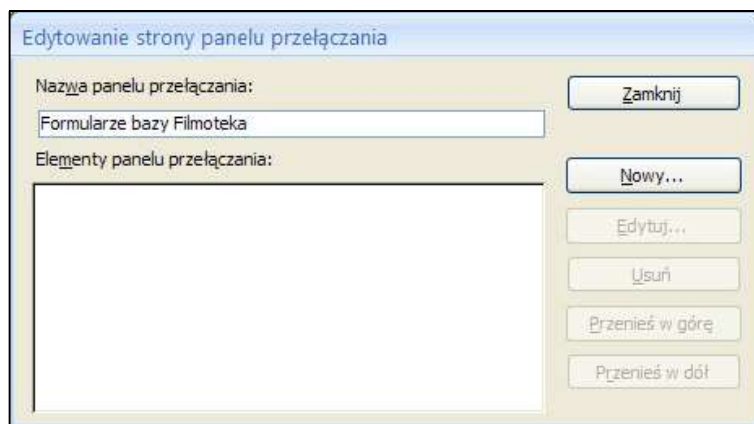 Edytowanie strony panelu przełączania
Nazwa panelu przełączania:
Zamknij
Formularze bazy Filmoteka
Elementy panelu przełączania:
Nowy...
Edytuj...
Usuń
Przenieś w górę
Przenieś w dół